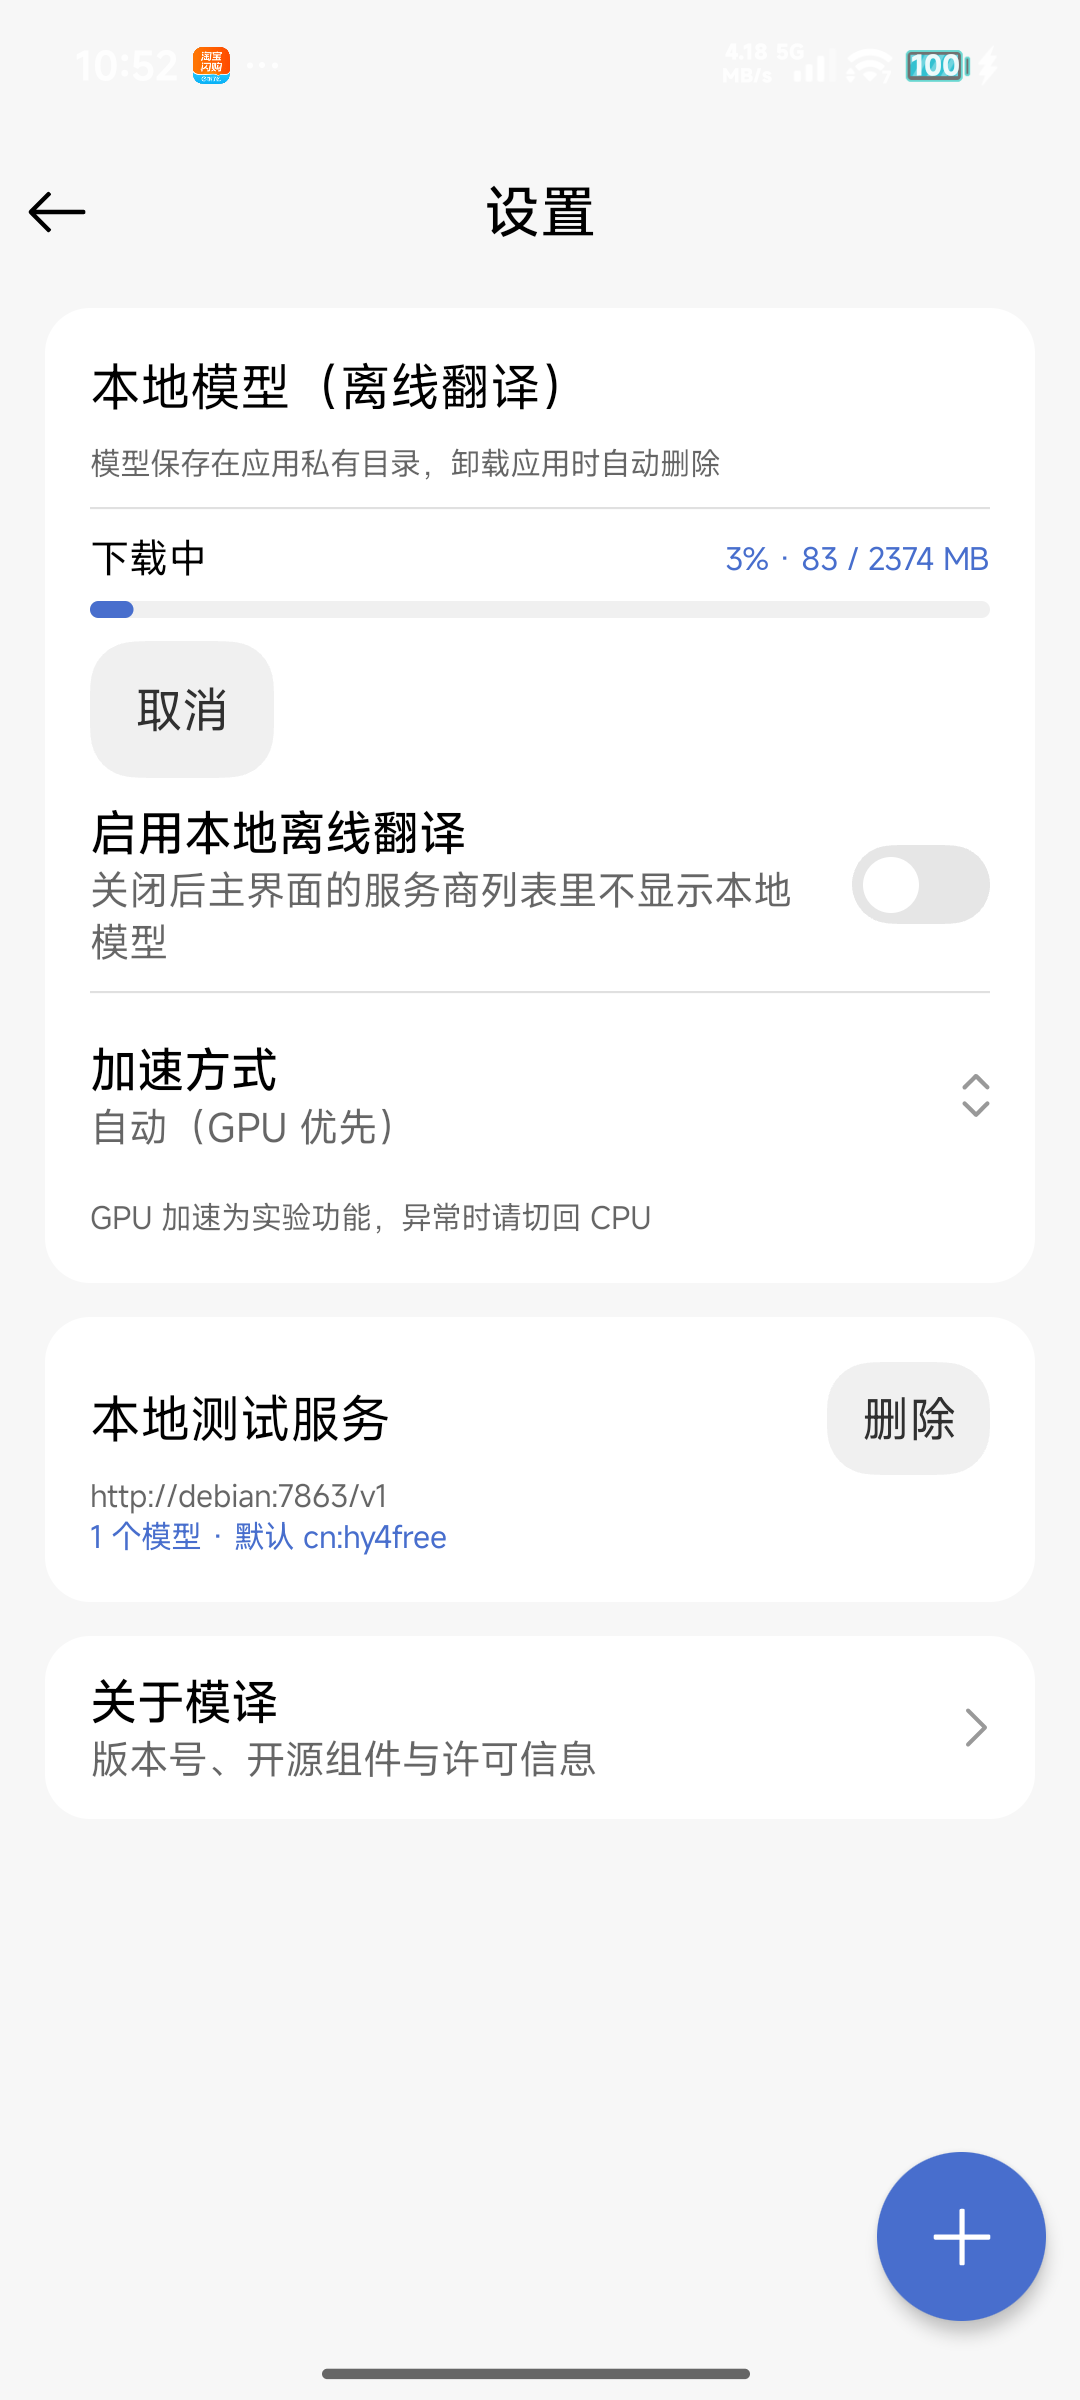 10:52
淘宝
闪购
4.18 5G
MB/s
100
设置
本地模型（离线翻译）
模型保存在应用私有目录，卸载应用时自动删除
下载中
3% · 83 / 2374 MB
取消
启用本地离线翻译
关闭后主界面的服务商列表里不显示本地
模型
加速方式
自动（GPU 优先）
GPU 加速为实验功能，异常时请切回 CPU
本地测试服务
删除
http://debian:7863/v1
1 个模型 · 默认 cn:hy4free
关于模译
版本号、开源组件与许可信息